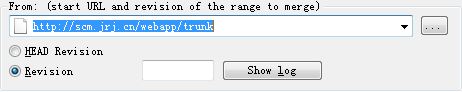 From: (start URL and revision of the range to merge)
http://scm.jrj.cn/webapp/trunk
...
HEAD Revision
Revision
Show log